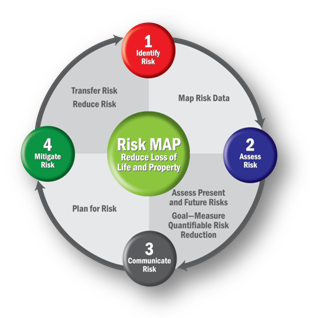 1
Identify
Risk
Transfer Risk
Reduce Risk
Map Risk Data
4
Mitigate
Risk
Risk MAP
Reduce Loss of
Life and Property
2
Assess
Risk
Plan for Risk
Assess Present
and Future Risks
Goal—Measure
Quantifiable Risk
Reduction
3
Communicate
Risk